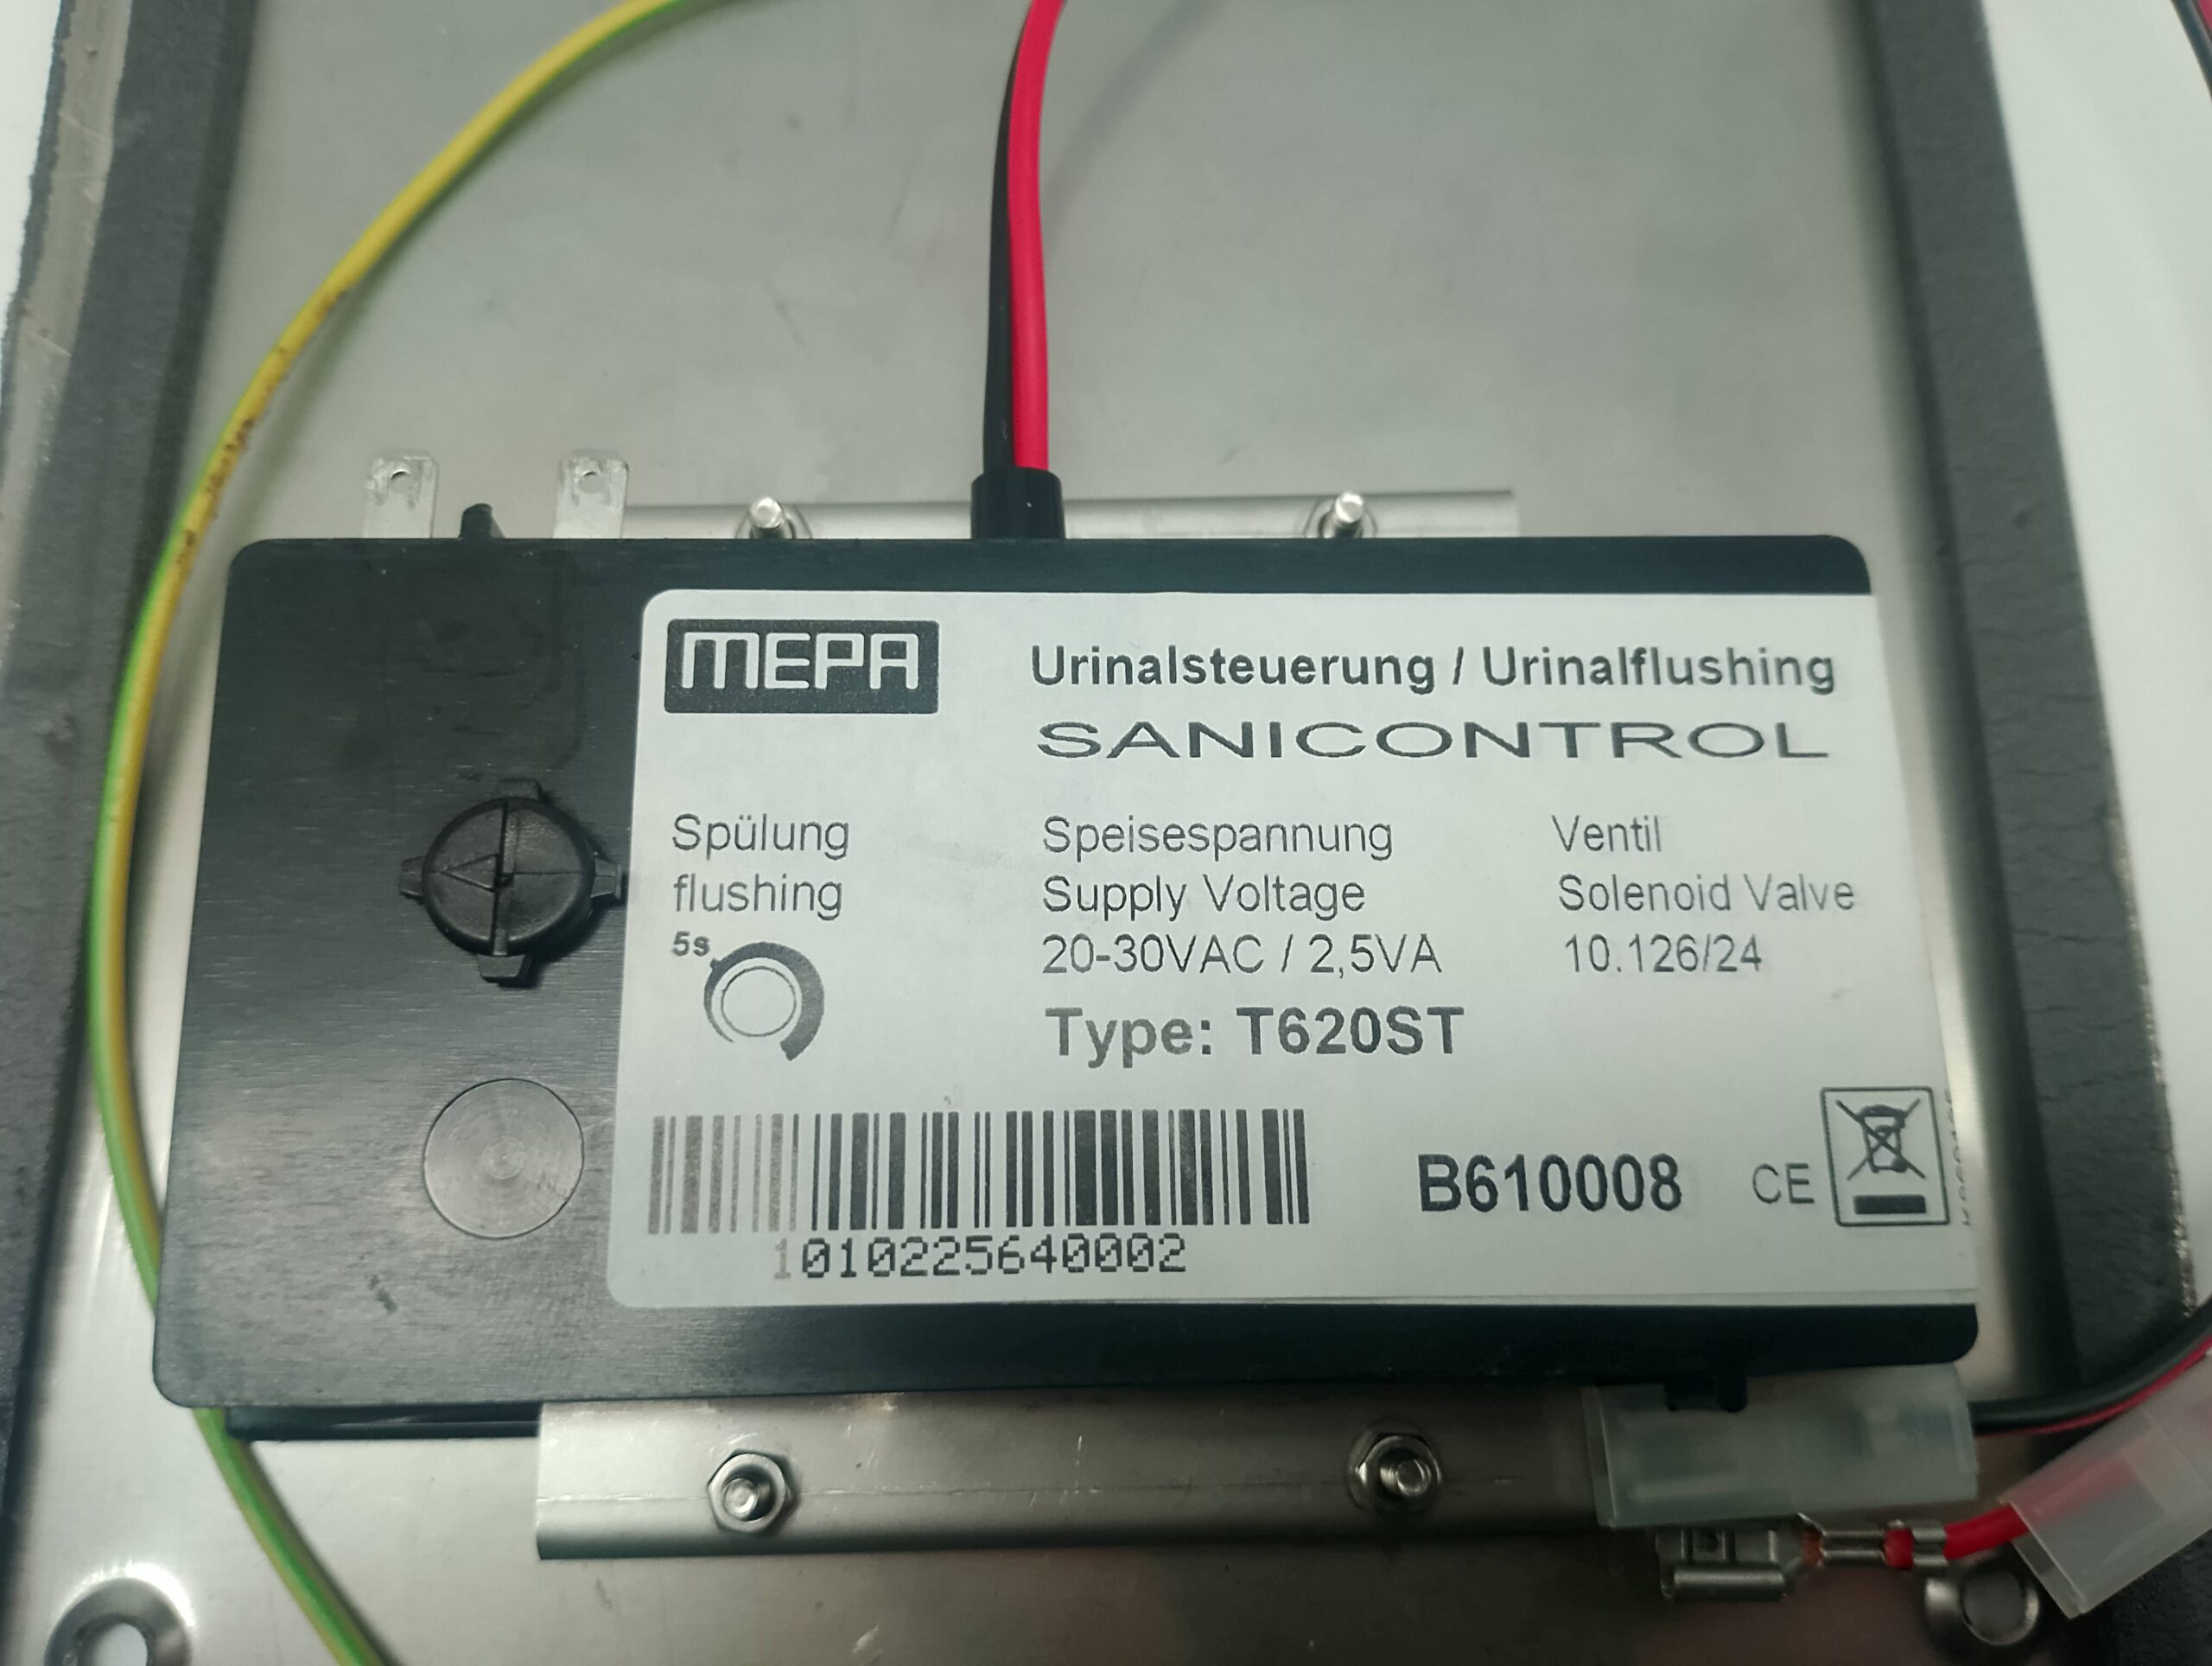 MEPA
Urinalsteuerung / Urinalflushing
SANICONTROL
Spülung
flushing
5s
Speisespannung
Supply Voltage
20-30VAC / 2,5VA
Type: T620ST
Ventil
Solenoid Valve
10.126/24
1010225640002
B610008
CE